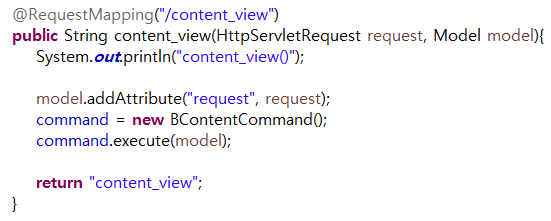 @RequestMapping("/content_view")
public String content_view(HttpServletRequest request, Model model){
System.out.println("content_view()");
model.addAttribute("request", request);
command = new BContentCommand();
command.execute(model);
return "content_view";
}